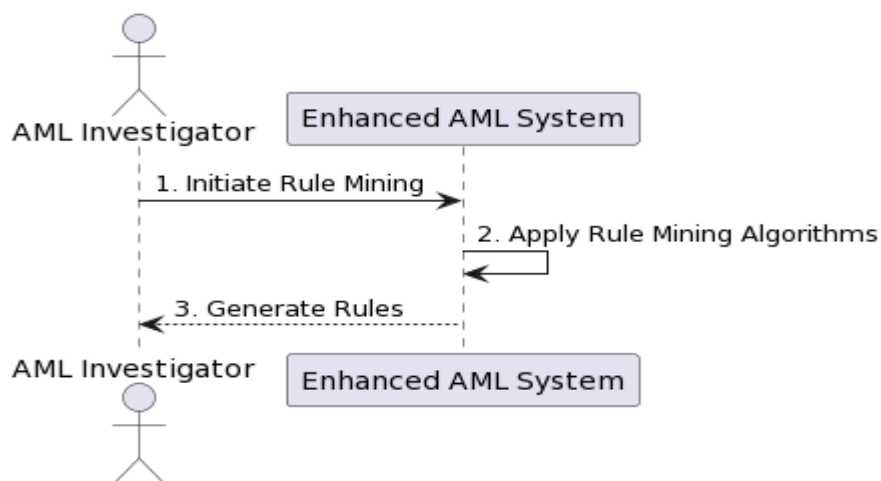 AML Investigator
Enhanced AML System
1. Initiate Rule Mining
2. Apply Rule Mining Algorithms
3. Generate Rules
AML Investigator
Enhanced AML System